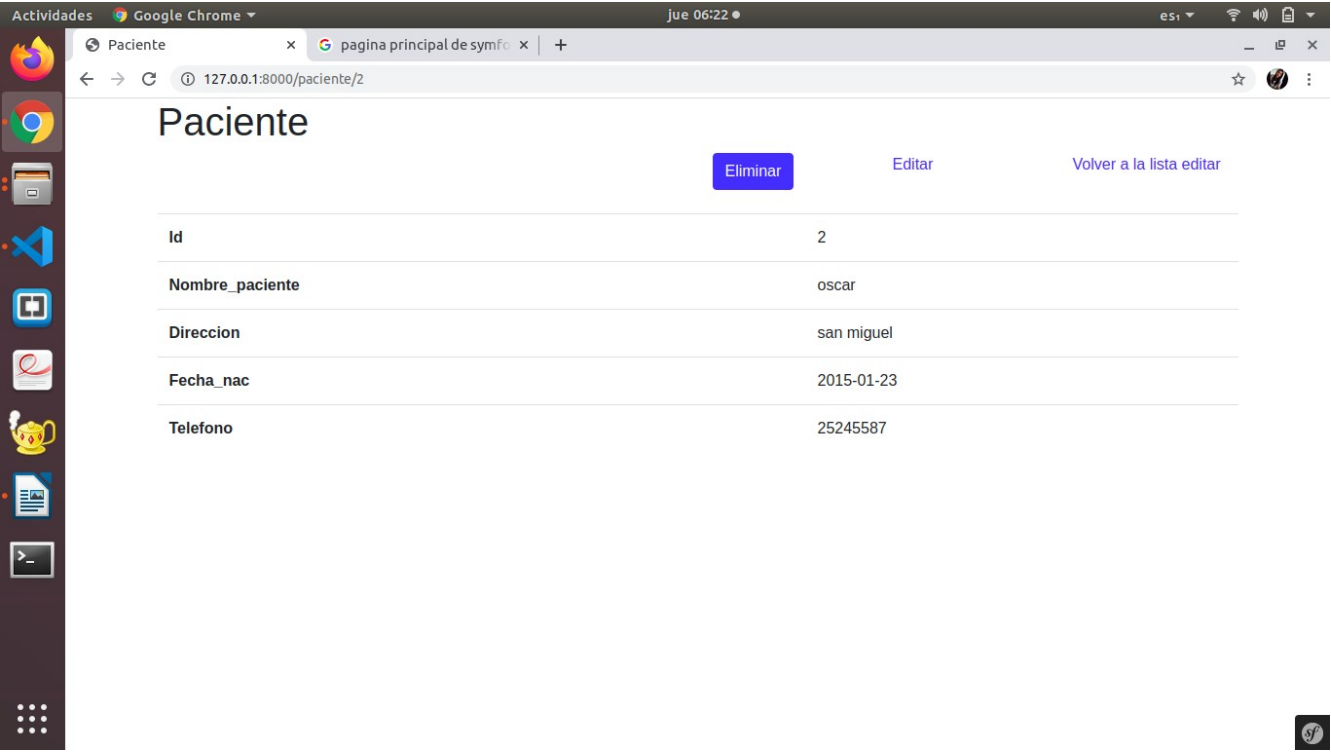 Actividades Google Chrome jue 06:22 es₁
Paciente pagina principal de symfo
127.0.0.1:8000/paciente/2
Paciente
Eliminar Editar Volver a la lista editar
Id 2
Nombre_paciente oscar
Direccion san miguel
Fecha_nac 2015-01-23
Telefono 25245587
sf